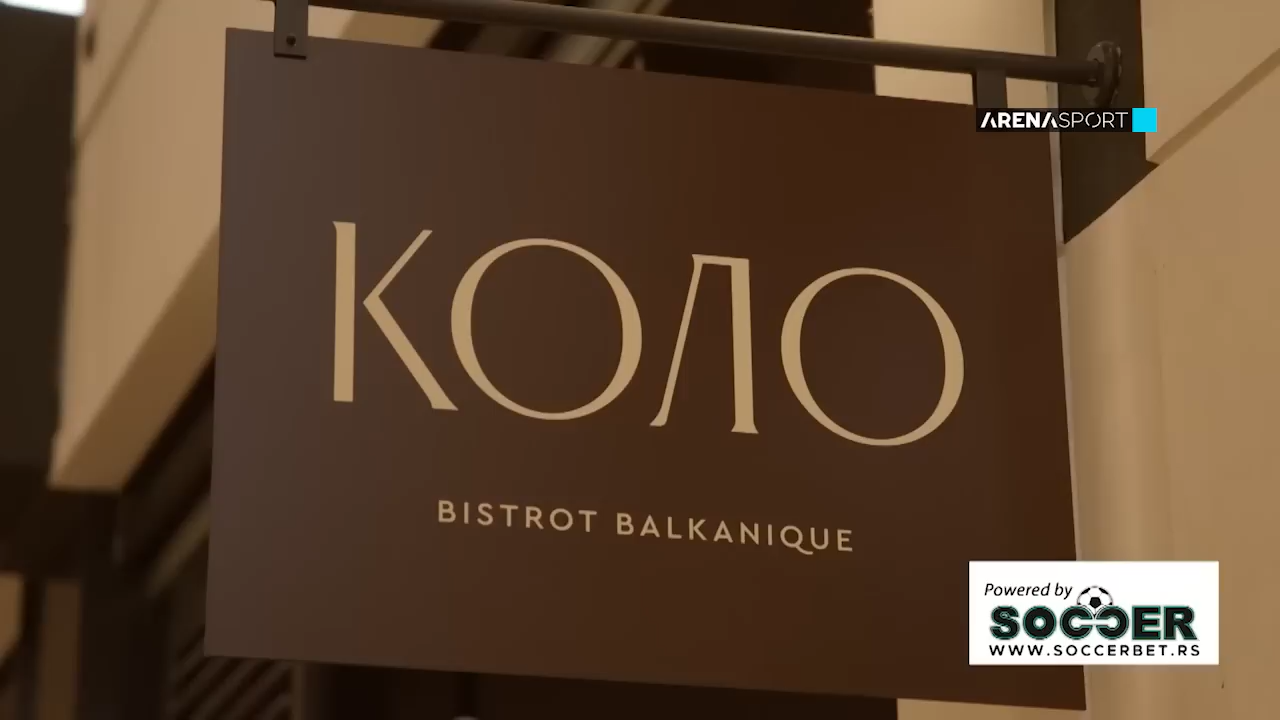 ARENASPORT
КОЛО
BISTROT BALKANIQUE
Powered by
SOCCER
WWW.SOCCERBET.RS